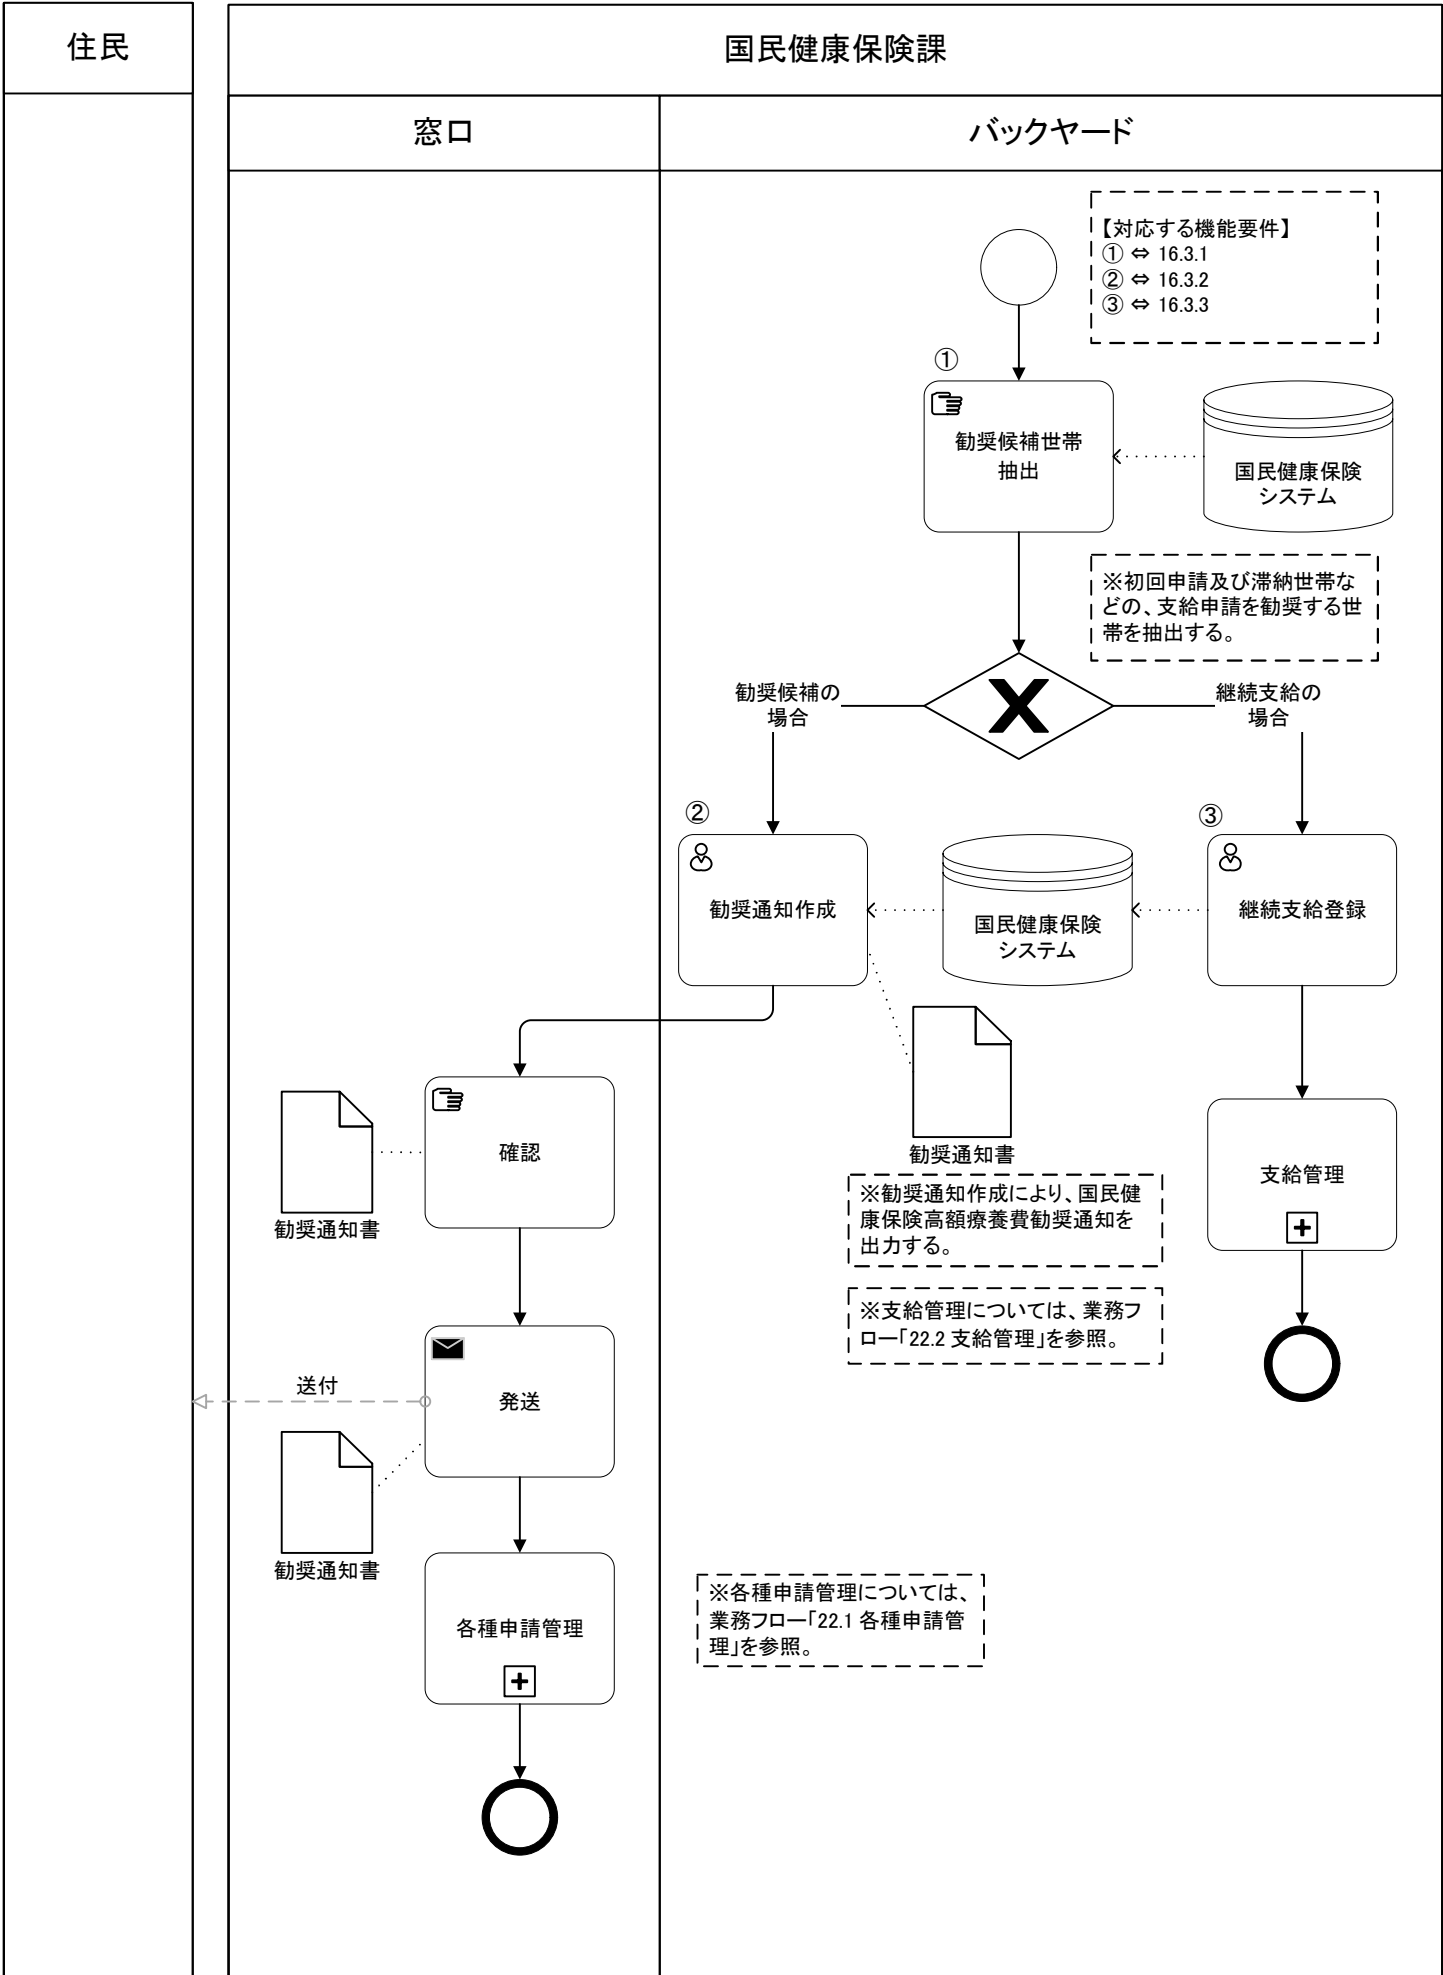 住民
国民健康保険課
窓口
バックヤード
【対応する機能要件】
① ⇔ 16.3.1
② ⇔ 16.3.2
③ ⇔ 16.3.3
①
勧奨候補世帯
抽出
国民健康保険
システム
※初回申請及び滞納世帯な
どの、支給申請を勧奨する世
帯を抽出する。
勧奨候補の
場合
継続支給の
場合
②
勧奨通知作成
国民健康保険
システム
③
継続支給登録
勧奨通知書
※勧奨通知作成により、国民健
康保険高額療養費勧奨通知を
出力する。
確認
勧奨通知書
支給管理
※支給管理については、業務フ
ロー「22.2 支給管理」を参照。
送付
発送
勧奨通知書
各種申請管理
※各種申請管理については、
業務フロー「22.1 各種申請管
理」を参照。